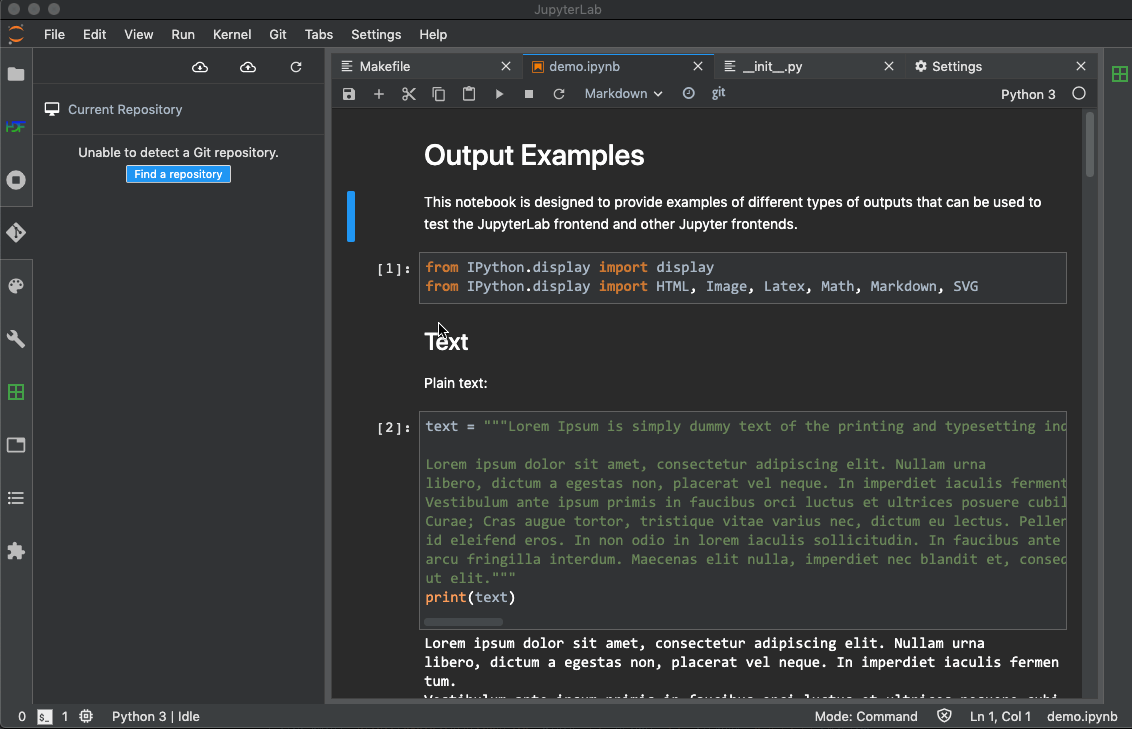 JupyterLab
File Edit View Run Kernel Git Tabs Settings Help
Makefile
demo.ipynb
__init__.py
Settings
HDF
Markdown
git
Python 3
Current Repository
Unable to detect a Git repository.
Find a repository
Output Examples
This notebook is designed to provide examples of different types of outputs that can be used to
test the JupyterLab frontend and other Jupyter frontends.
[1]:
from IPython.display import display
from IPython.display import HTML, Image, Latex, Math, Markdown, SVG
Text
Plain text:
[2]:
text = """Lorem Ipsum is simply dummy text of the printing and typesetting
Lorem ipsum dolor sit amet, consectetur adipiscing elit. Nullam urna
libero, dictum a egestas non, placerat vel neque. In imperdiet iaculis ferment
Vestibulum ante ipsum primis in faucibus orci luctus et ultrices posuere cubil
Curae; Cras augue tortor, tristique vitae varius nec, dictum eu lectus. Peller
id eleifend eros. In non odio in lorem iaculis sollicitudin. In faucibus ante
arcu fringilla interdum. Maecenas elit nulla, imperdiet nec blandit et, consec
ut elit."""
print(text)
Lorem ipsum dolor sit amet, consectetur adipiscing elit. Nullam urna
libero, dictum a egestas non, placerat vel neque. In imperdiet iaculis fermen
tum.
0
$_
1
Python 3 | Idle
Mode: Command
Ln 1, Col 1
demo.ipynb